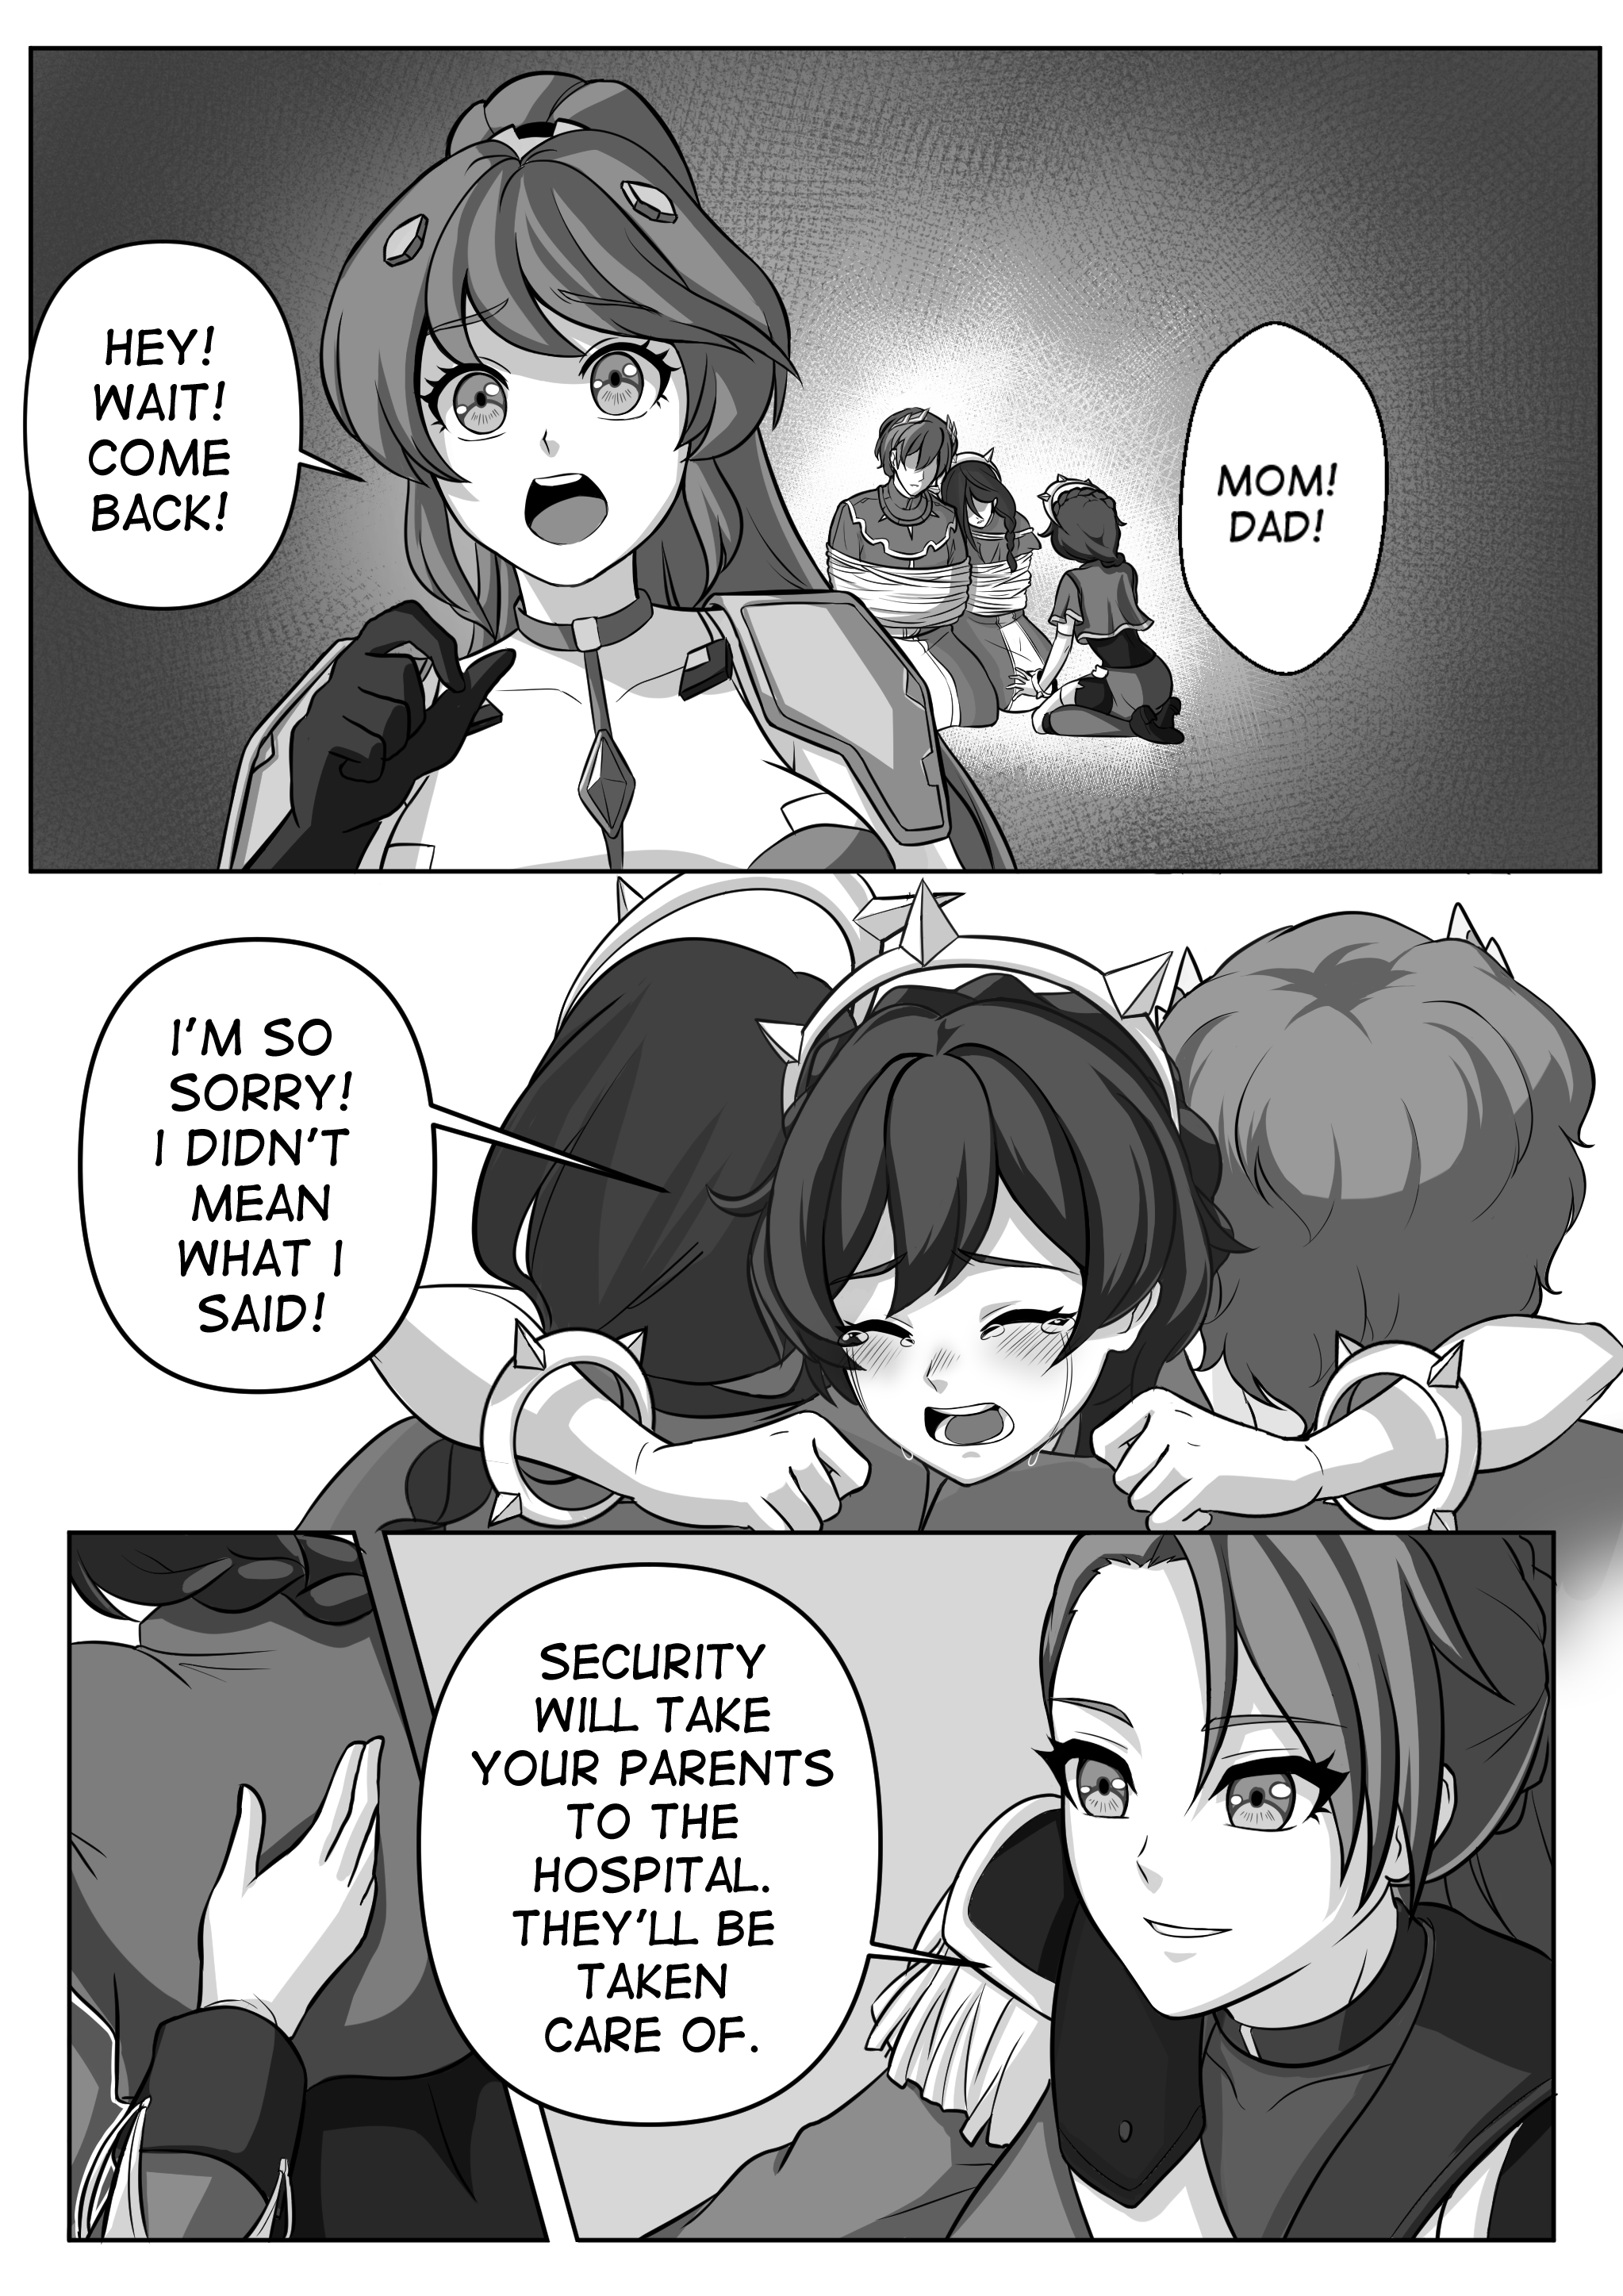 HEY!
WAIT!
COME
BACK!
MOM!
DAD!
I'M SO
SORRY!
I DIDN'T
MEAN
WHAT I
SAID!
SECURITY
WILL TAKE
YOUR PARENTS
TO THE
HOSPITAL.
THEY'LL BE
TAKEN
CARE OF.